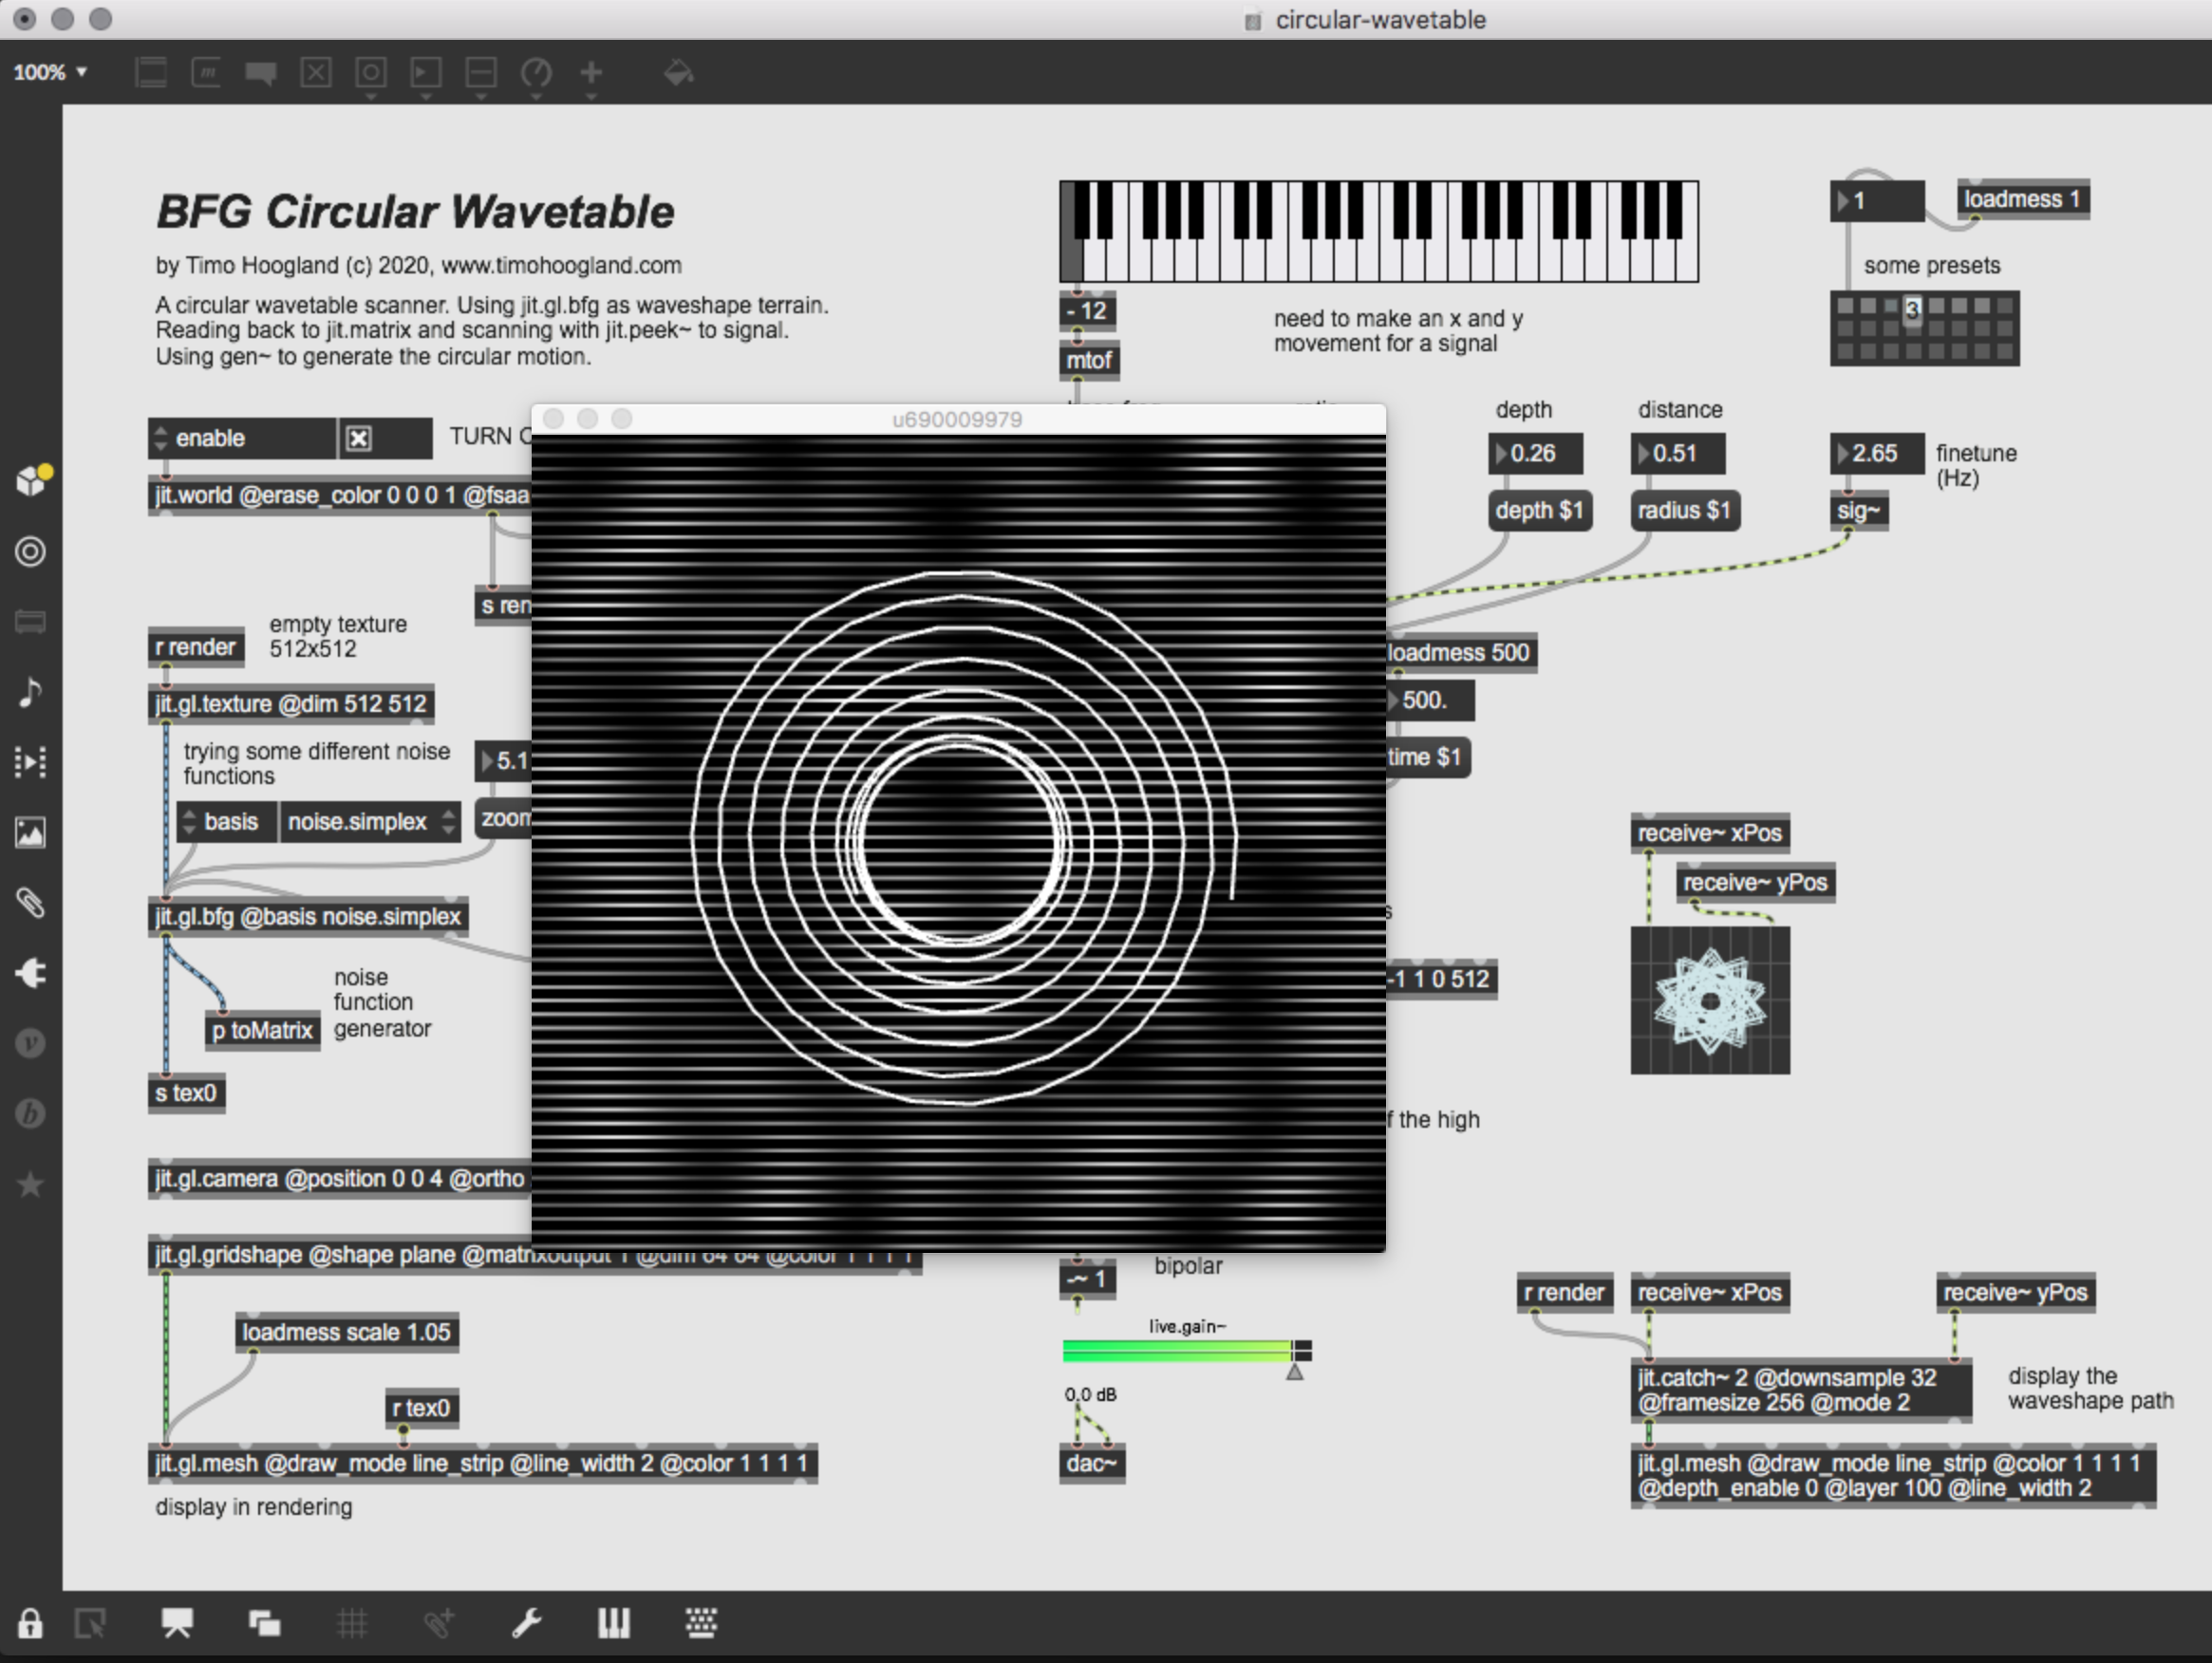 circular-wavetable
100%
BFG Circular Wavetable
by Timo Hoogland (c) 2020, www.timohoogland.com
A circular wavetable scanner. Using jit.gl.bfg as waveshape terrain.
Reading back to jit.matrix and scanning with jit.peek~ to signal.
Using gen~ to generate the circular motion.
enable
TURN
jit.world @erase_color 0 0 0 1 @fsaa
s ren
r render
empty texture
512x512
jit.gl.texture @dim 512 512
trying some different noise
functions
5.1
basis
noise.simplex
zoom
jit.gl.bfg @basis noise.simplex
noise
function
generator
p toMatrix
s tex0
jit.gl.camera @position 0 0 4 @ortho
jit.gl.gridshape @shape plane @matrixoutput 1 @dim 64 64 @color 1 1 1 1
loadmess scale 1.05
r tex0
jit.gl.mesh @draw_mode line_strip @line_width 2 @color 1 1 1 1
display in rendering
u690009979
- 12
mtof
need to make an x and y
movement for a signal
1
loadmess 1
some presets
3
depth
distance
0.26
0.51
2.65
finetune
(Hz)
depth $1
radius $1
sig~
loadmess 500
500.
time $1
receive~ xPos
receive~ yPos
-1 1 0 512
f the high
-~ 1
bipolar
live.gain~
0.0 dB
dac~
r render
receive~ xPos
receive~ yPos
jit.catch~ 2 @downsample 32
@framesize 256 @mode 2
display the
waveshape path
jit.gl.mesh @draw_mode line_strip @color 1 1 1 1
@depth_enable 0 @layer 100 @line_width 2